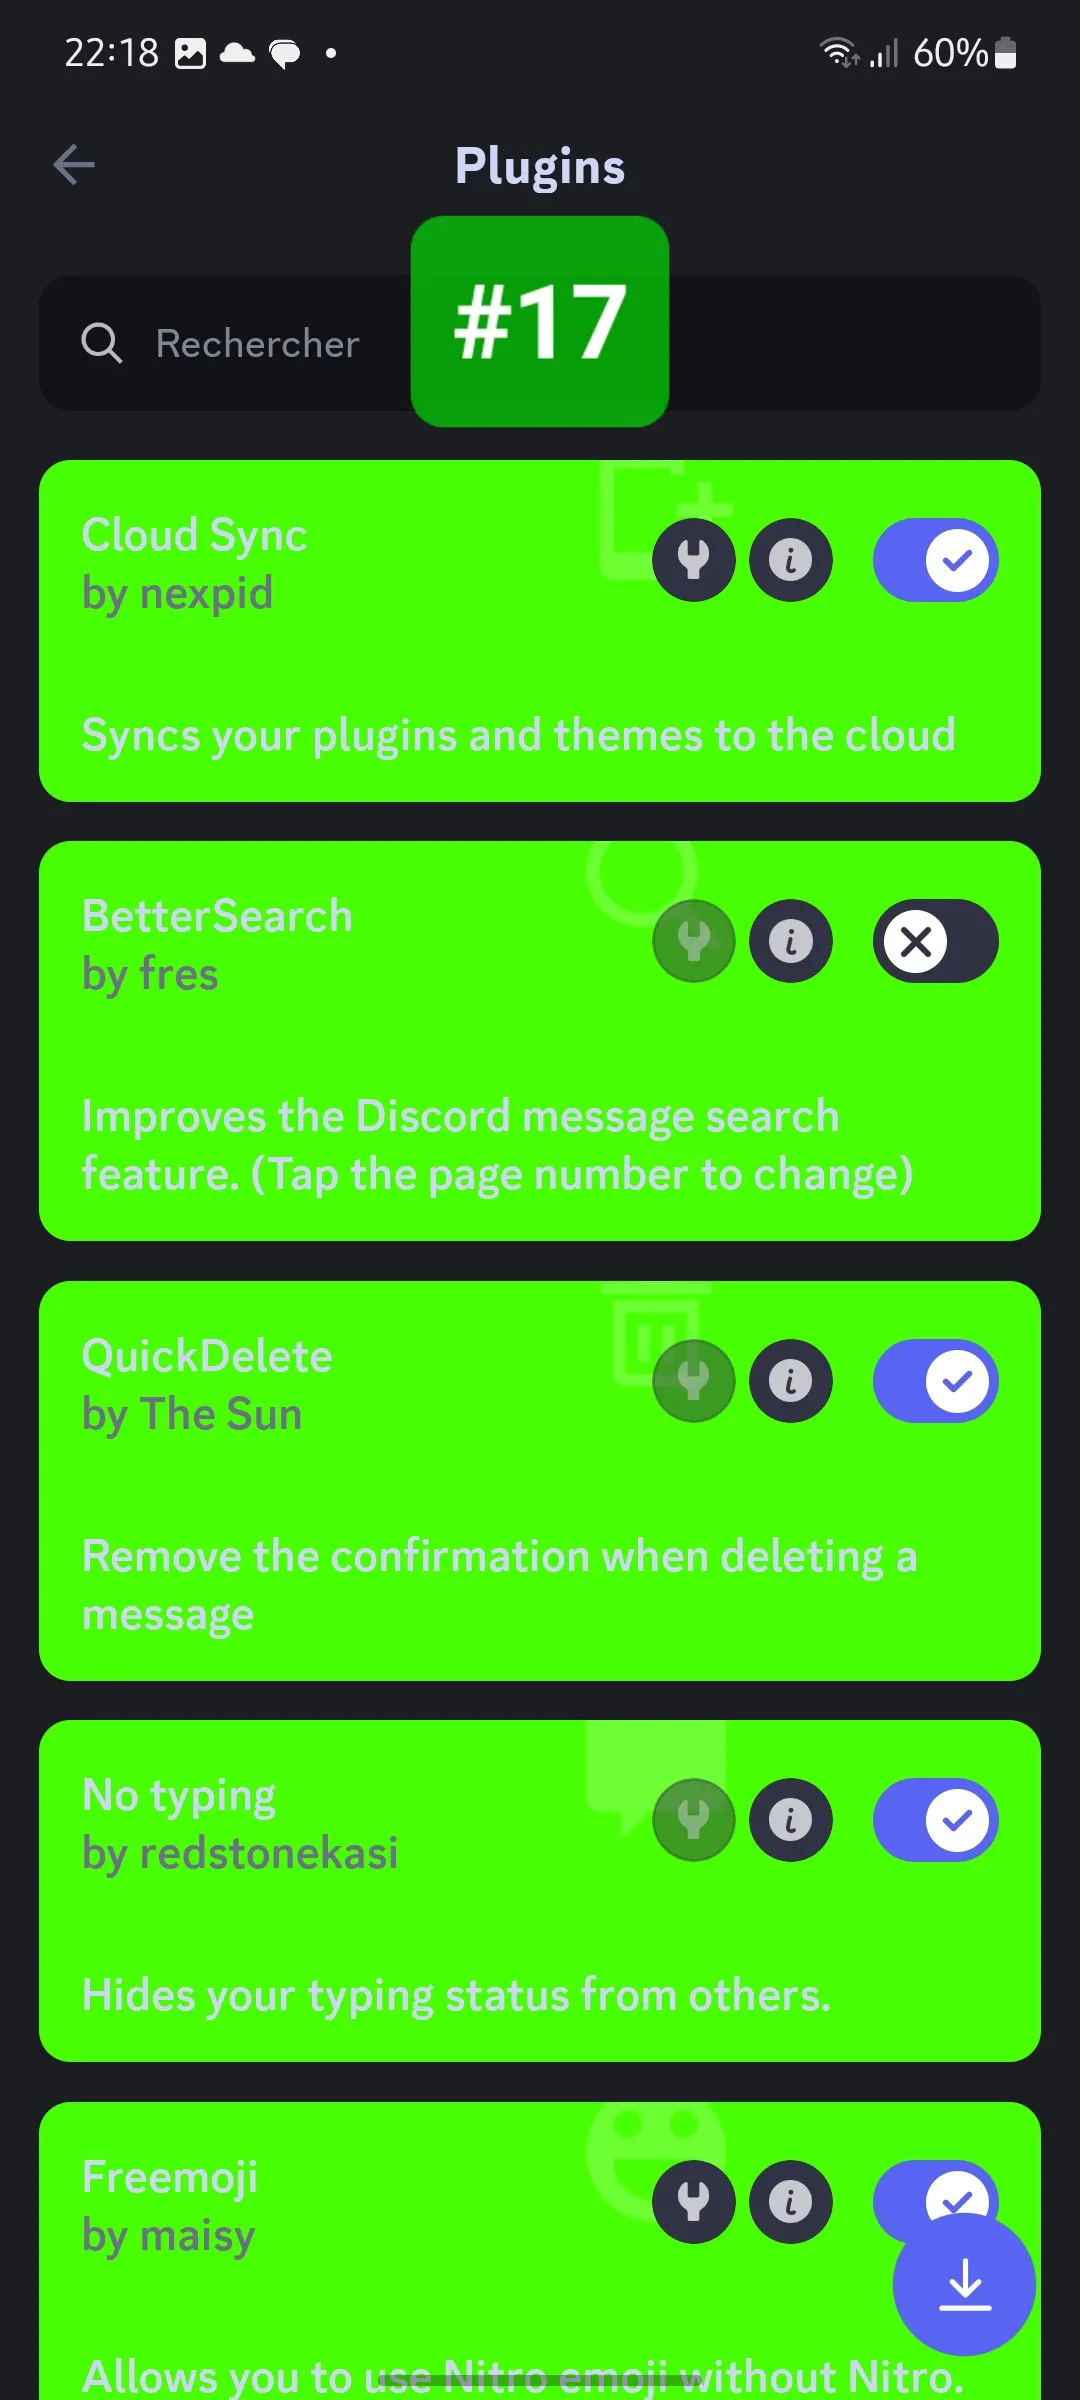 22:18
60%
Plugins
#17
Rechercher
Cloud Sync
by nexpid
Syncs your plugins and themes to the cloud
BetterSearch
by fres
Improves the Discord message search
feature. (Tap the page number to change)
QuickDelete
by The Sun
Remove the confirmation when deleting a
message
No typing
by redstonekasi
Hides your typing status from others.
Freemoji
by maisy
Allows you to use Nitro emoji without Nitro.